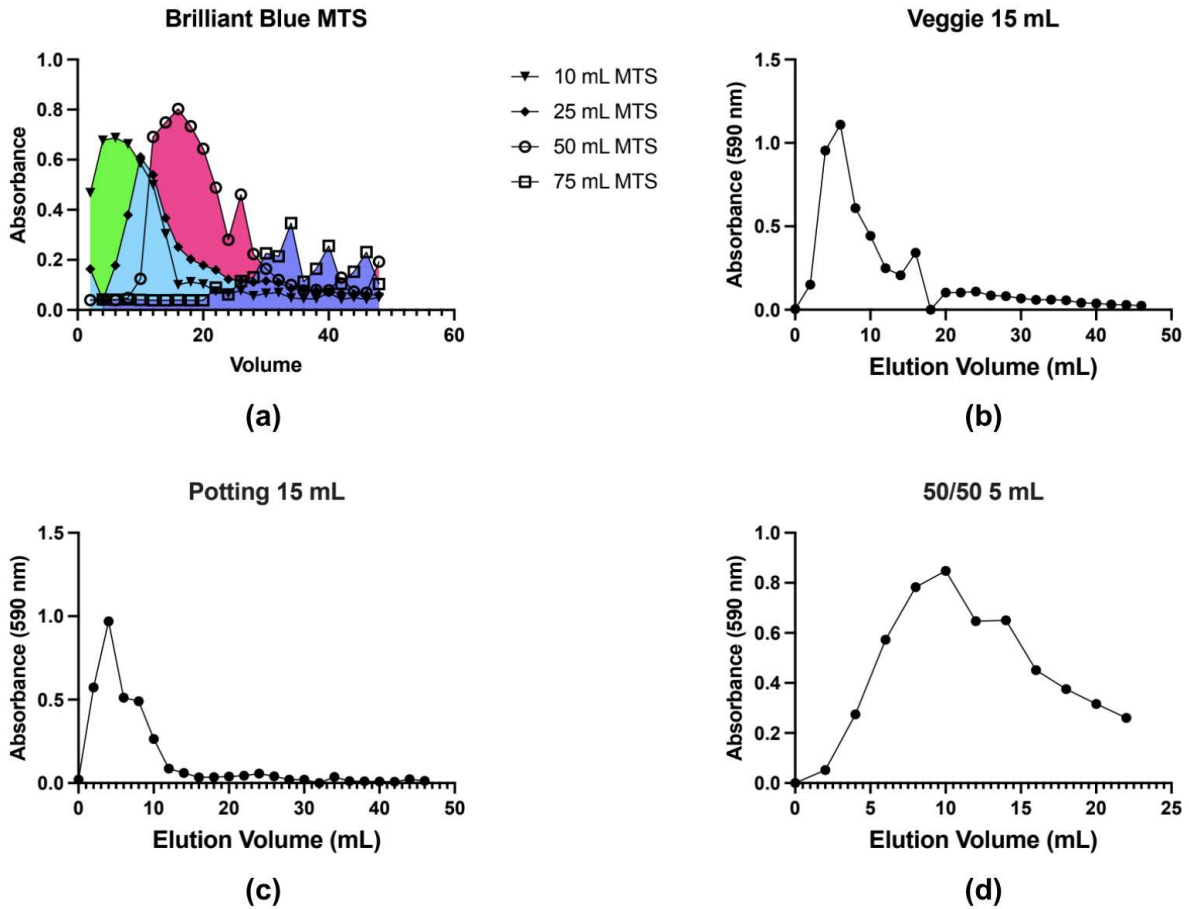 Brilliant Blue MTS
1.0
0.8
0.6
0.4
0.2
0.0
0
20
40
60
Absorbance
Volume
10 mL MTS
25 mL MTS
50 mL MTS
75 mL MTS
(a)
Veggie 15 mL
1.5
1.0
0.5
0.0
0
10
20
30
40
50
Absorbance (590 nm)
Elution Volume (mL)
(b)
Potting 15 mL
1.5
1.0
0.5
0.0
0
10
20
30
40
50
Absorbance (590 nm)
Elution Volume (mL)
(c)
50/50 5 mL
1.0
0.8
0.6
0.4
0.2
0.0
0
5
10
15
20
25
Absorbance (590 nm)
Elution Volume (mL)
(d)